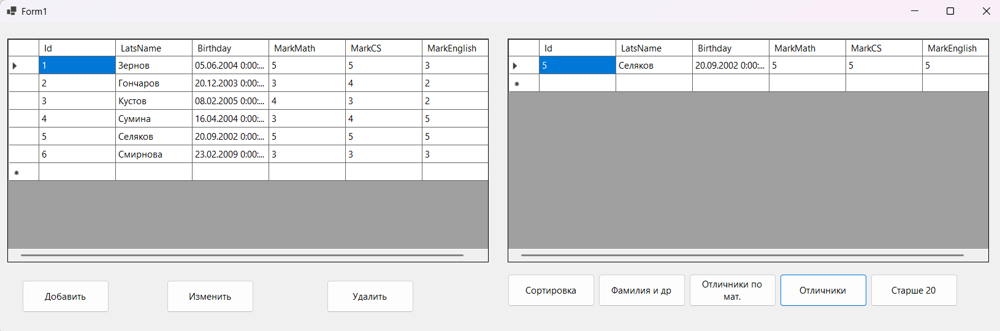 Form1
Id LatsName Birthday MarkMath MarkCS MarkEnglish
1 Зернов 05.06.2004 0:00:... 5 5 3
2 Гончаров 20.12.2003 0:00:... 3 4 2
3 Кустов 08.02.2005 0:00:... 4 3 2
4 Сумина 16.04.2004 0:00:... 3 4 5
5 Селяков 20.09.2002 0:00:... 5 5 5
6 Смирнова 23.02.2009 0:00:... 3 3 3
Id LatsName Birthday MarkMath MarkCS MarkEnglish
5 Селяков 20.09.2002 0:00:... 5 5 5
Добавить Изменить Удалить
Сортировка Фамилия и др Отличники по
мат. Отличники Старше 20